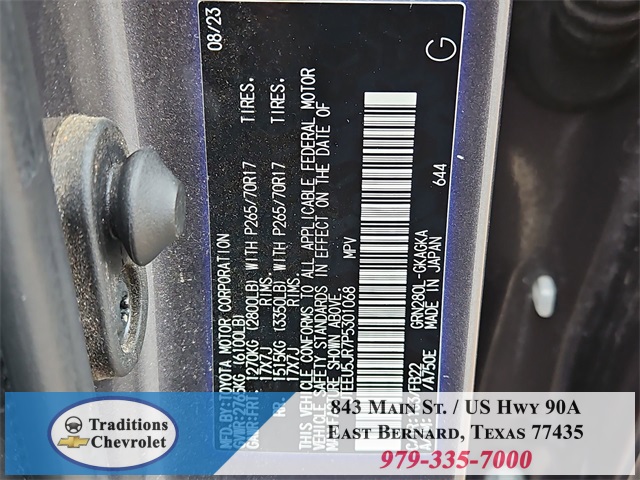 MFD. BY: TOYOTA MOTOR CORPORATION 08/23
GVWR: 2765KG (6100LB)
GAWR: FRT. 1270KG (2800LB) WITH P265/70R17 TIRES,
17X7J RIMS,
RR. 1515KG (3350LB) WITH P265/70R17 TIRES,
17X7J RIMS,
THIS VEHICLE CONFORMS TO ALL APPLICABLE FEDERAL MOTOR
VEHICLE SAFETY STANDARDS IN EFFECT ON THE DATE OF
MANUFACTURE SHOWN ABOVE.
MPV
G
FB22 GRN280L-GKAGKA 644
A750E MADE IN JAPAN
Traditions
Chevrolet
843 Main St. / US Hwy 90A
East Bernard, Texas 77435
979-335-7000